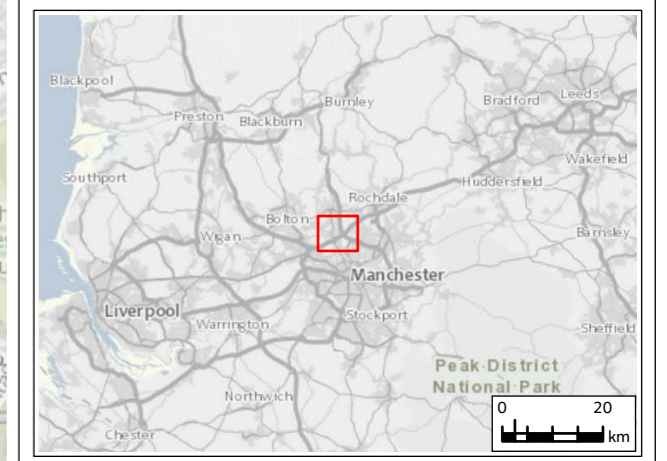 Blackpool
Burnley
Bradford
Leeds
Preston
Blackburn
Wakefield
Southport
Huddersfield
Rochdale
Bolton
Wigan
Barnsley
Manchester
Liverpool
Warrington
Stockport
Sheffield
Peak District
National Park
Northwich
Chester
0 20
km